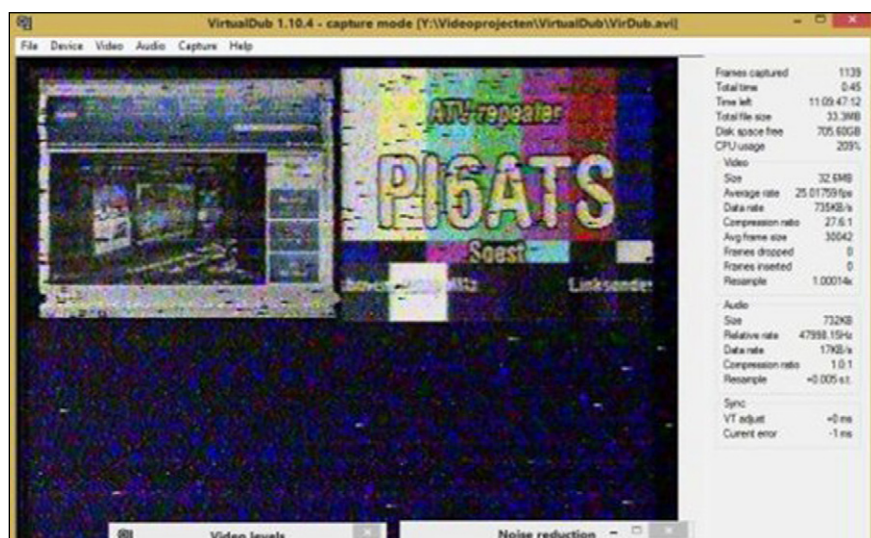 VirtualDub 1.10.4 - capture mode [Y:\Videoprojecten\VirtualDub\VirDub.avi]
File Device Video Audio Capture Help
ATV-repeater
PI6ATS
Soest
MHz Linkzender
Frames captured 1139
Total time 0:45
Time left 11:09:47:12
Total file size 33.3MB
Disk space free 705.60GB
CPU usage 209%
Video
Size 32.6MB
Average rate 25.01759 fps
Data rate 735KB/s
Compression ratio 27.6:1
Avg frame size 30042
Frames dropped 0
Frames inserted 0
Resample 1.00014x
Audio
Size 732KB
Relative rate 47998.15Hz
Data rate 17KB/s
Compression ratio 1.0:1
Resample +0.005 s.t.
Sync
VT adjust +0 ms
Current error -1 ms
Video levels
Noise reduction